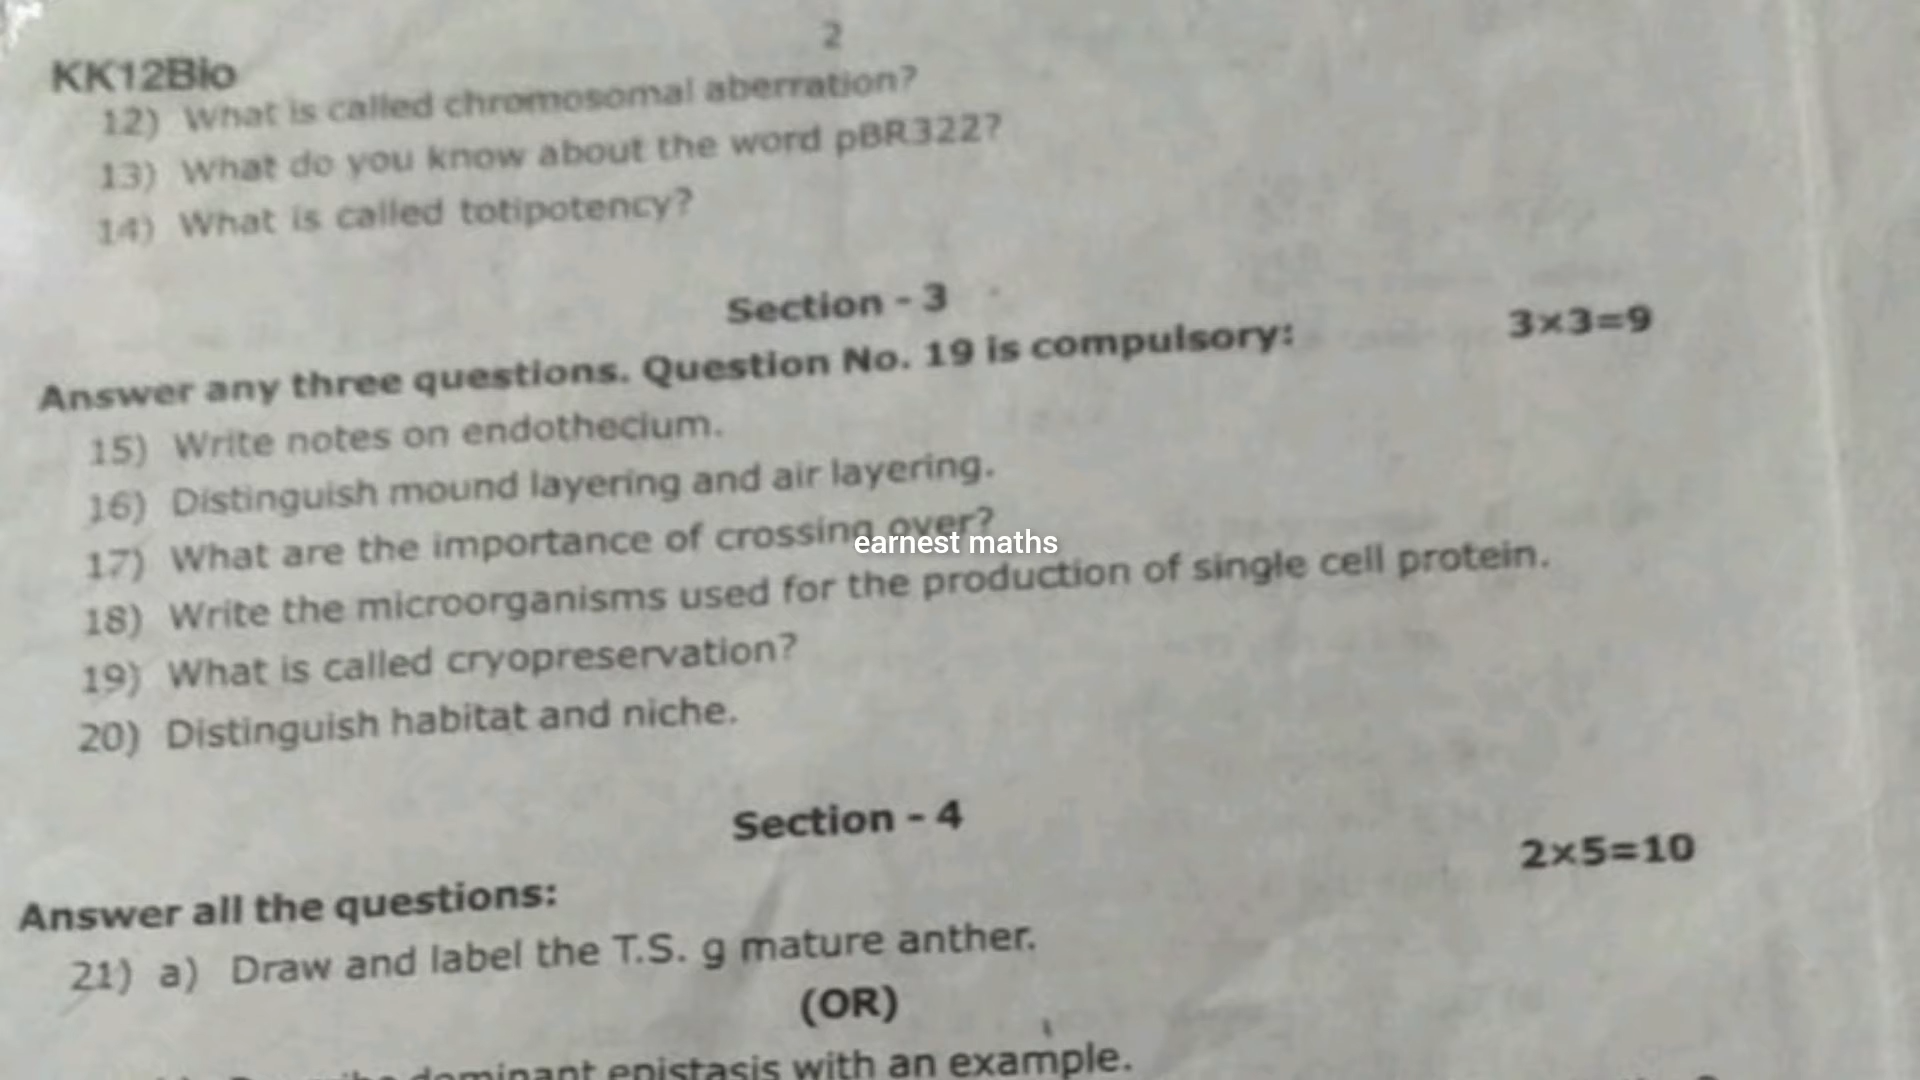 2
KK12Bio
12) What is called chromosomal aberration?
13) What do you know about the word pBR322?
14) What is called totipotency?
Section - 3
Answer any three questions. Question No. 19 is compulsory: 3×3=9
15) Write notes on endothecium.
16) Distinguish mound layering and air layering.
17) What are the importance of crossing over?
earnest maths
18) Write the microorganisms used for the production of single cell protein.
19) What is called cryopreservation?
20) Distinguish habitat and niche.
Section - 4
Answer all the questions: 2×5=10
21) a) Draw and label the T.S. g mature anther.
(OR)
dominant epistasis with an example.